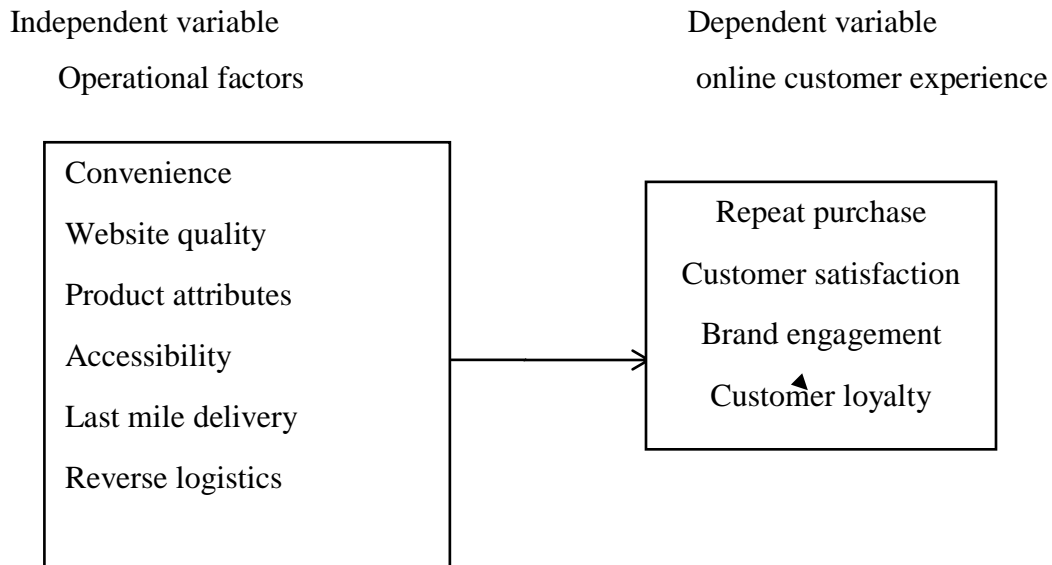 Independent variable
Dependent variable
Operational factors
online customer experience
Convenience
Website quality
Product attributes
Accessibility
Last mile delivery
Reverse logistics
Repeat purchase
Customer satisfaction
Brand engagement
Customer loyalty